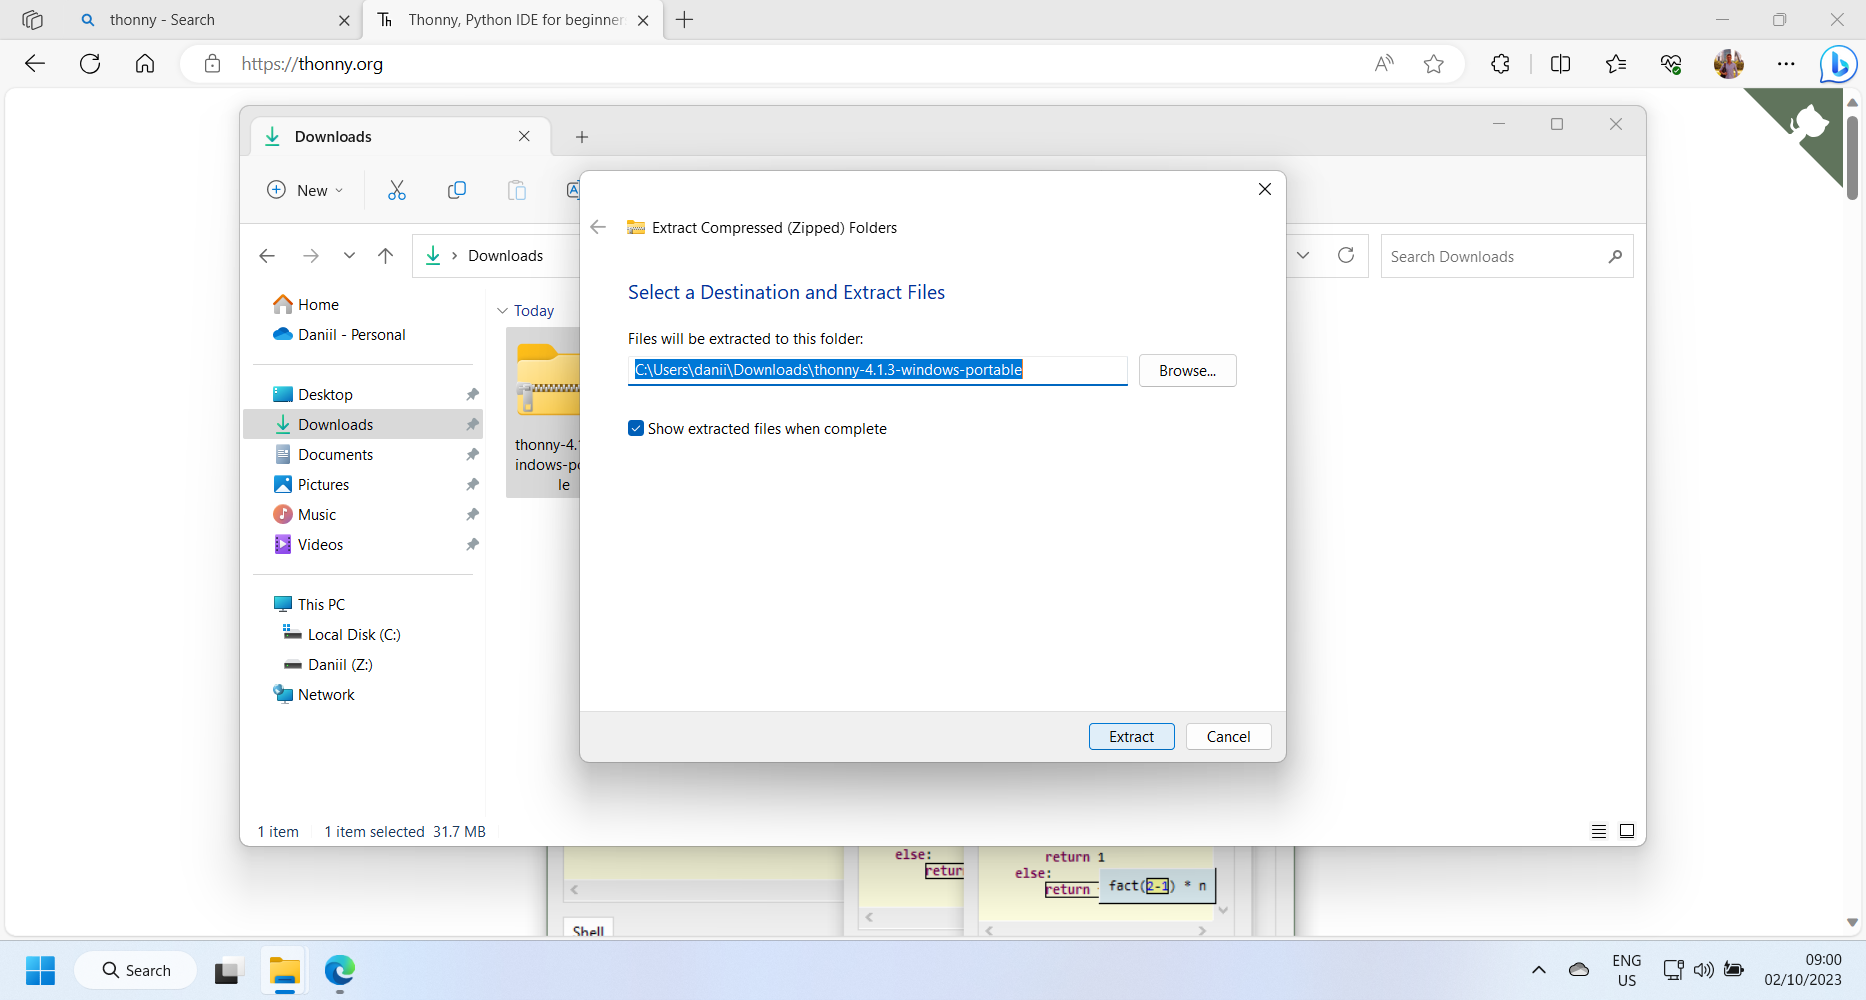 thonny - Search
Th Thonny, Python IDE for beginners
https://thonny.org
Downloads
New
Downloads
Search Downloads
Home
Daniil - Personal
Desktop
Downloads
Documents
Pictures
Music
Videos
This PC
Local Disk (C:)
Daniil (Z:)
Network
Today
thonny-4.1
indows-po
le
Extract Compressed (Zipped) Folders
Select a Destination and Extract Files
Files will be extracted to this folder:
C:\Users\danii\Downloads\thonny-4.1.3-windows-portable
Browse...
Show extracted files when complete
Extract
Cancel
1 item
1 item selected 31.7 MB
else:
retur
return 1
else:
return
fact(2-1) * n
Shell
Search
ENG
US
09:00
02/10/2023